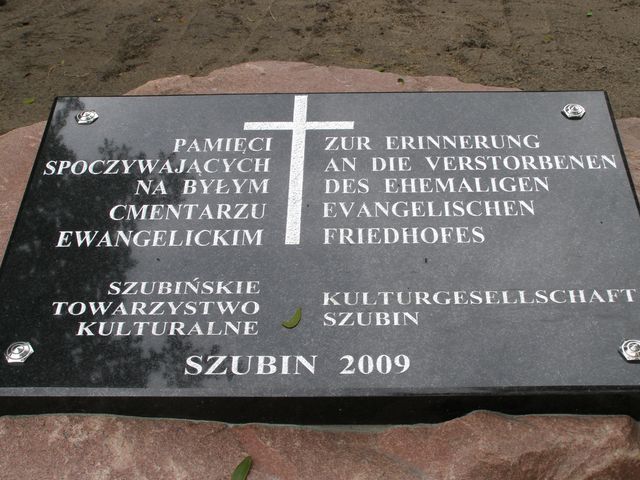 PAMIĘCI
SPOCZYWAJĄCYCH
NA BYŁYM
CMENTARZU
EWANGELICKIM
ZUR ERINNERUNG
AN DIE VERSTORBENEN
DES EHEMALIGEN
EVANGELISCHEN
FRIEDHOFES
SZUBIŃSKIE
TOWARZYSTWO
KULTURALNE
KULTURGESELLSCHAFT
SZUBIN
SZUBIN 2009